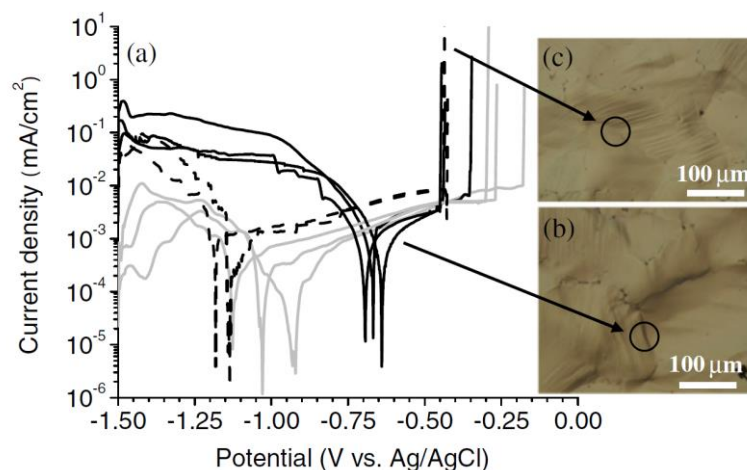 (a)
10¹
10⁰
10⁻¹
10⁻²
10⁻³
10⁻⁴
10⁻⁵
10⁻⁶
Current density (mA/cm²)
-1.50 -1.25 -1.00 -0.75 -0.50 -0.25 0.00
Potential (V vs. Ag/AgCl)
(c)
100 μm
(b)
100 μm